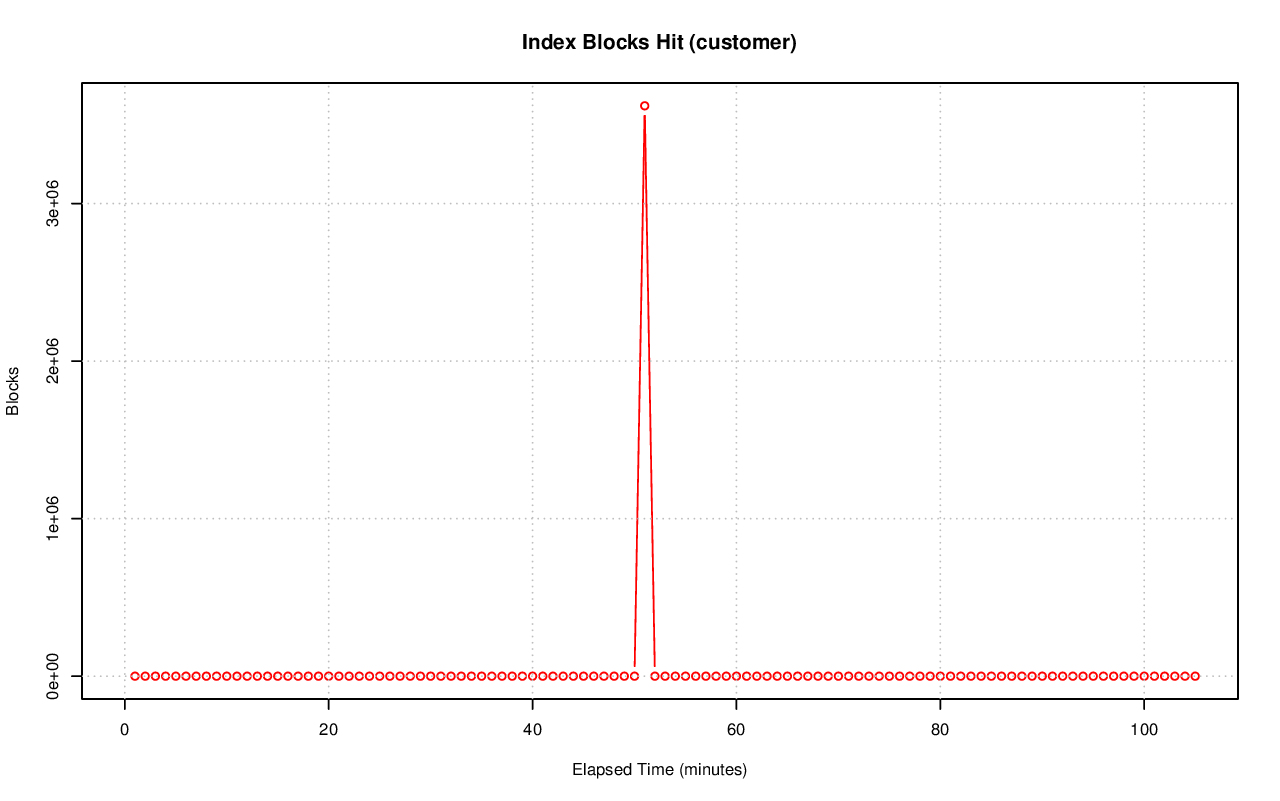 Index Blocks Hit (customer)
Blocks
3e+06
2e+06
1e+06
0e+00
0 20 40 60 80 100
Elapsed Time (minutes)